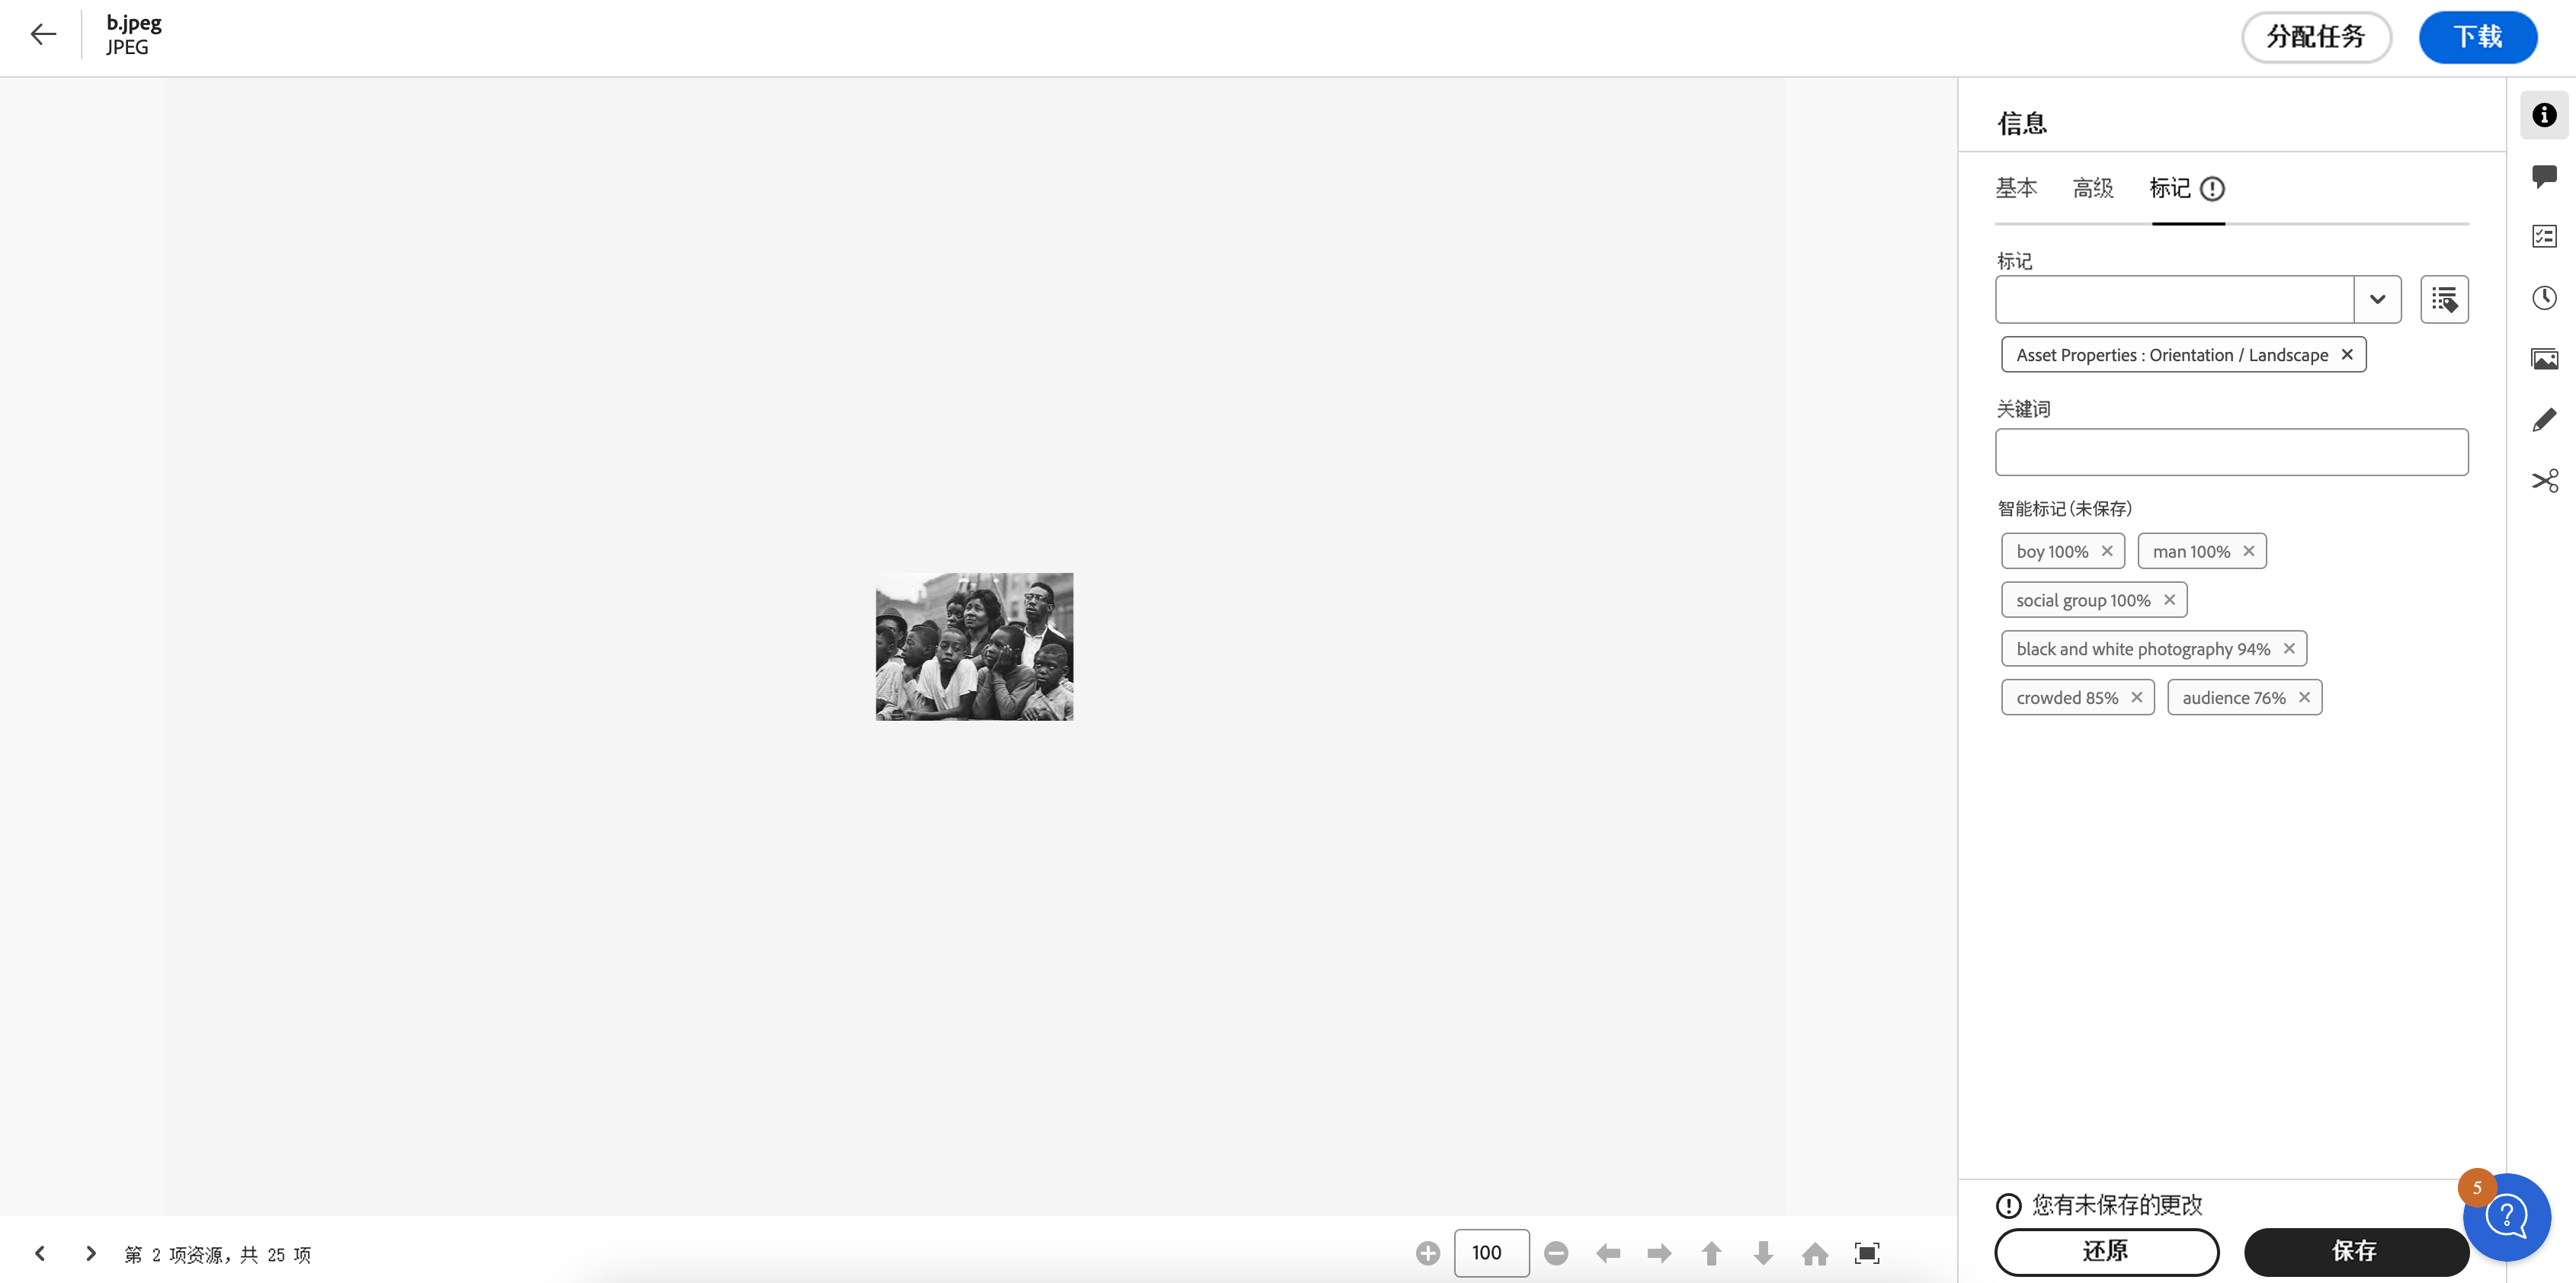 b.jpeg
JPEG
分配任务
下载
信息
基本
高级
标记
标记
Asset Properties : Orientation / Landscape
关键词
智能标记(未保存)
boy 100%
man 100%
social group 100%
black and white photography 94%
crowded 85%
audience 76%
您有未保存的更改
5
还原
保存
第 2 项资源，共 25 项
100